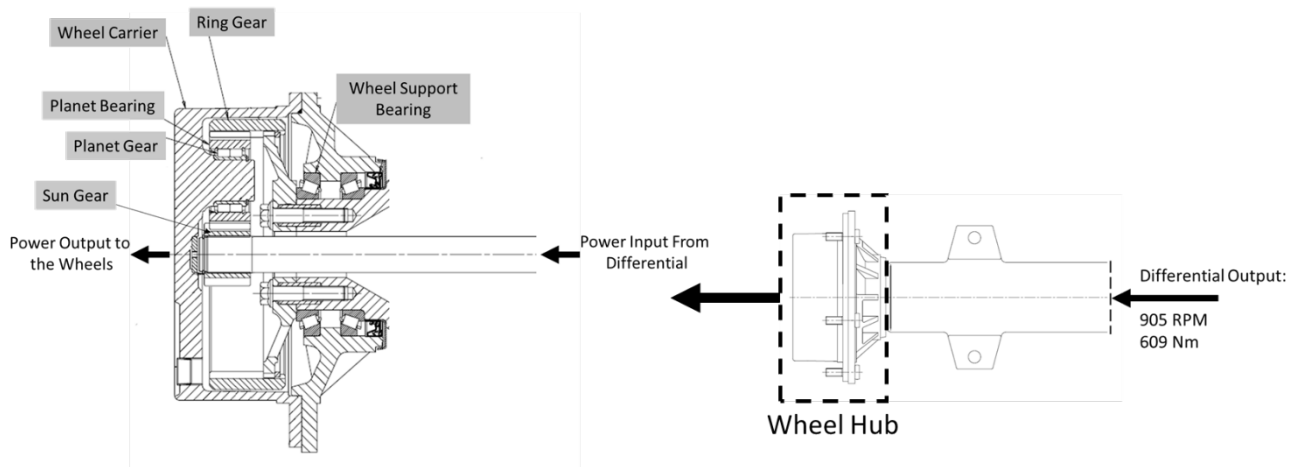 Ring Gear
Wheel Carrier
Wheel Support
Bearing
Planet Bearing
Planet Gear
Sun Gear
Power Output to
the Wheels
Power Input From
Differential
Differential Output:
905 RPM
609 Nm
Wheel Hub